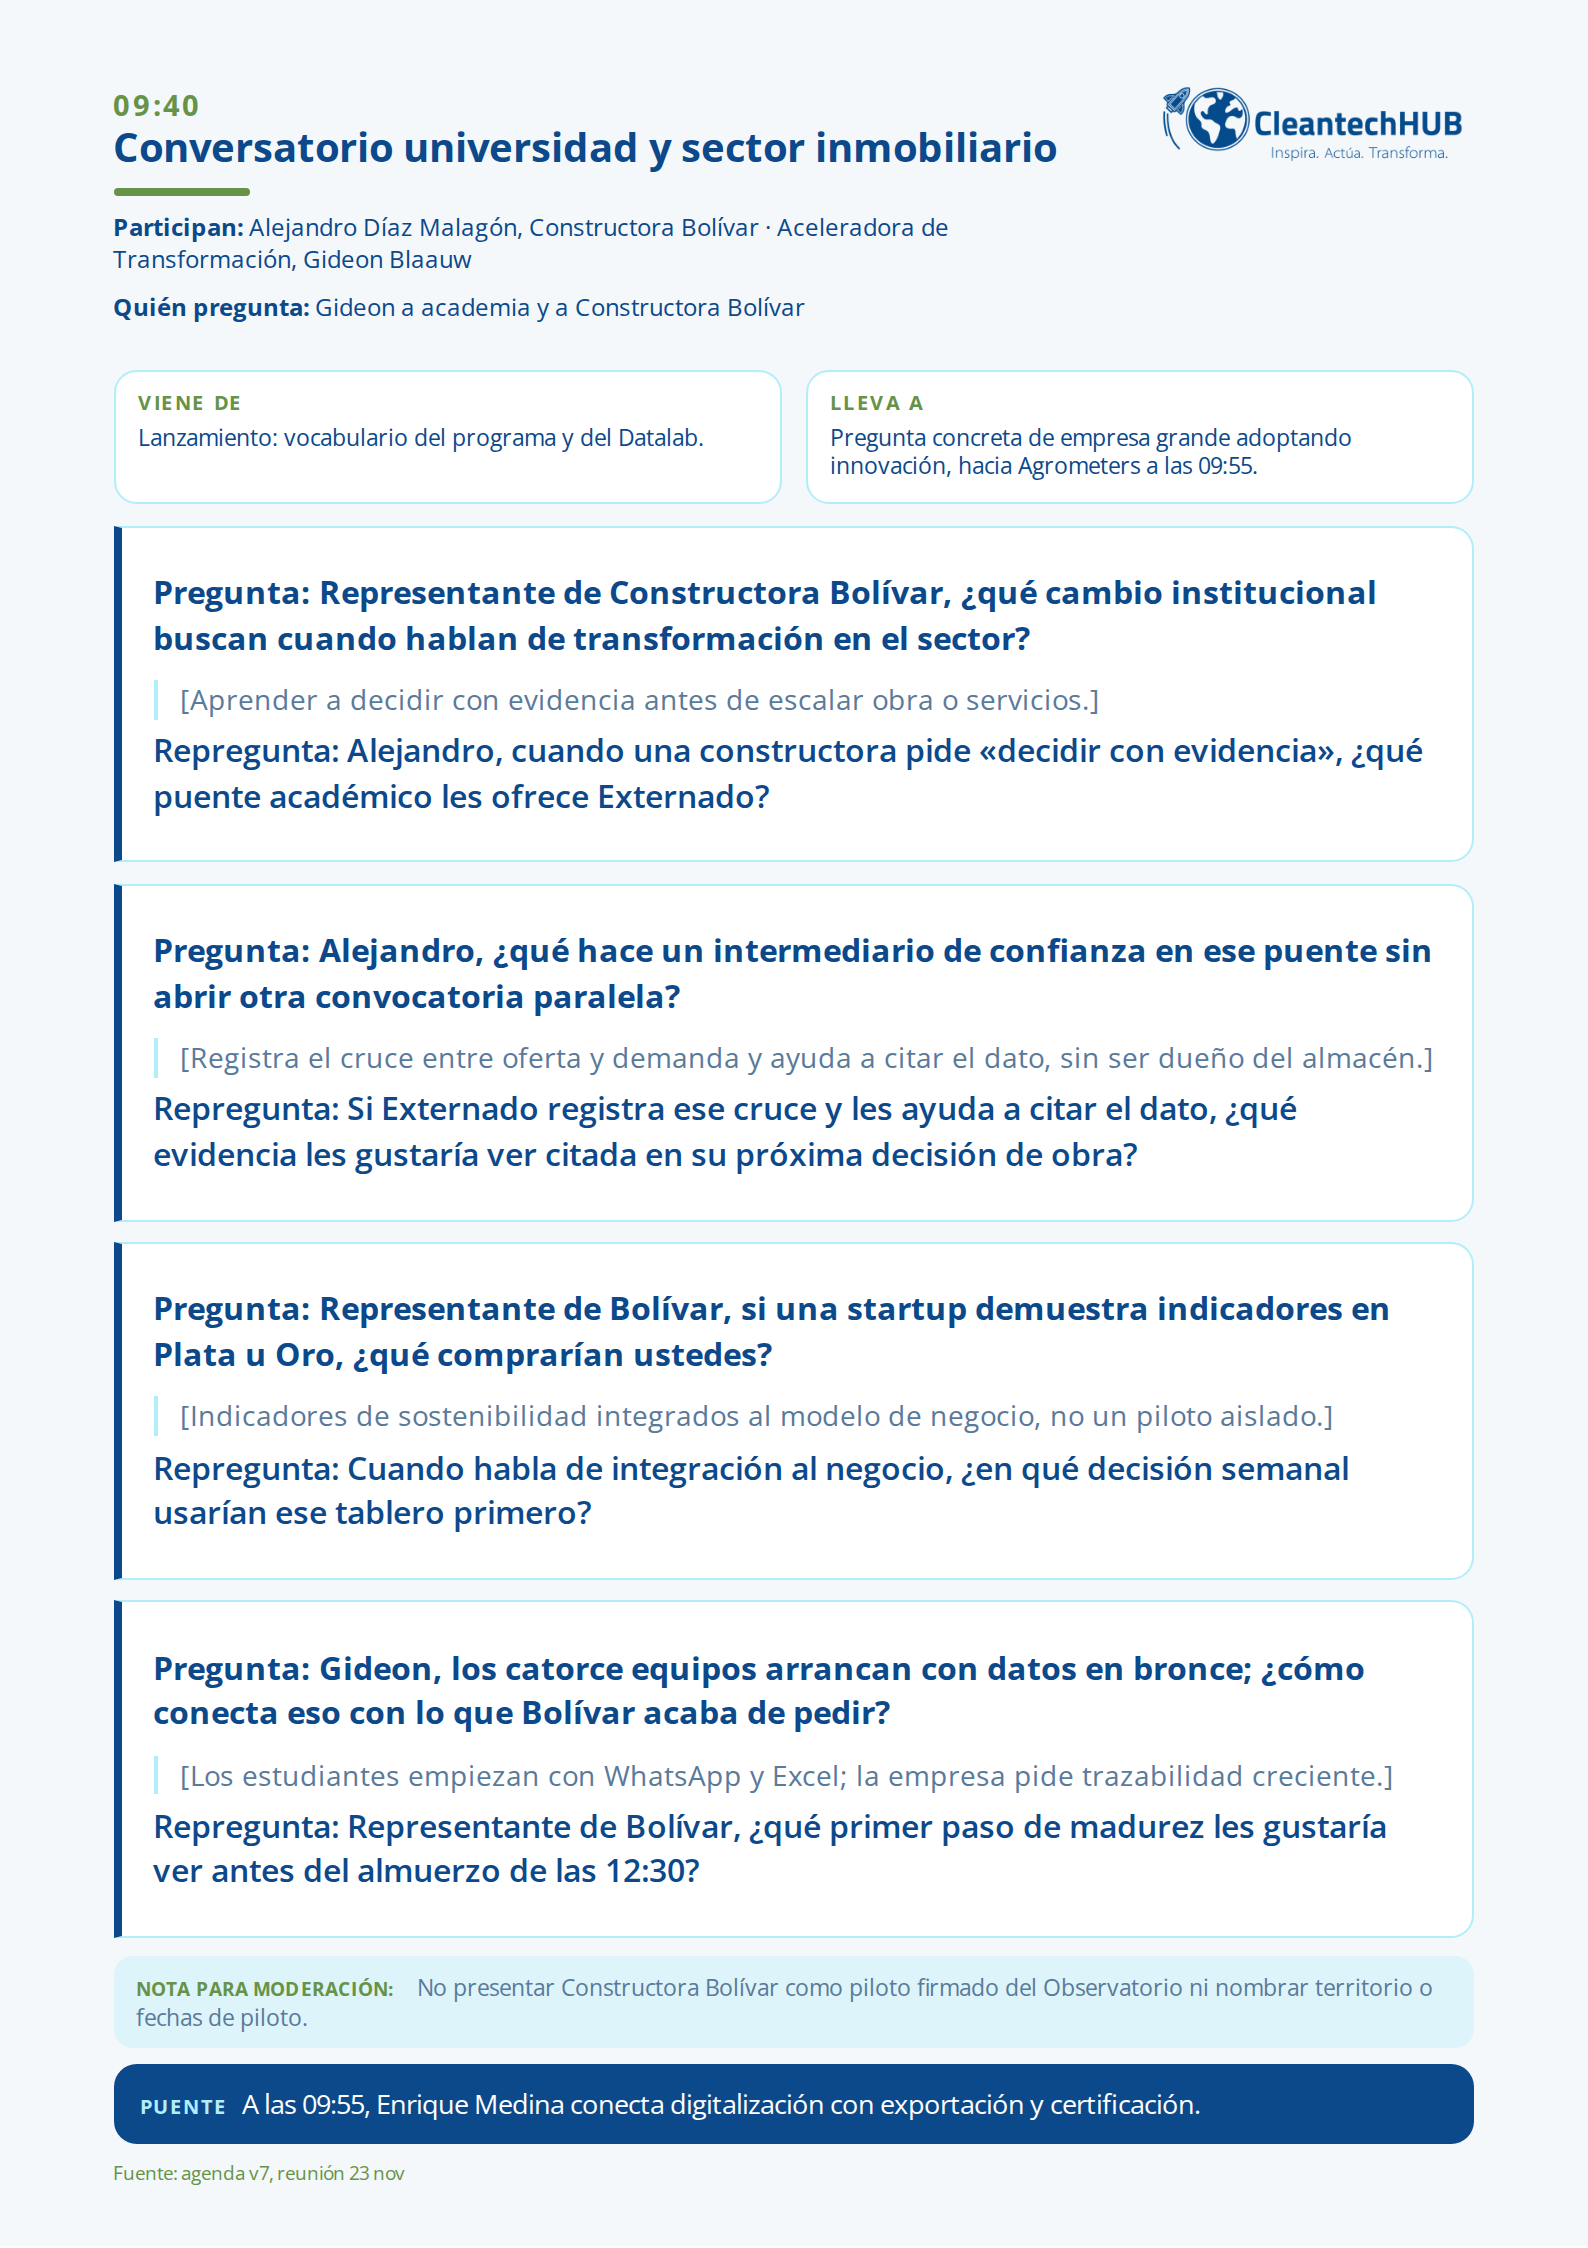 09:40
Conversatorio universidad y sector inmobiliario
CleantechHUB
Inspira. Actúa. Transforma.
Participan: Alejandro Díaz Malagón, Constructora Bolívar · Aceleradora de
Transformación, Gideon Blaauw
Quién pregunta: Gideon a academia y a Constructora Bolívar
VIENE DE
Lanzamiento: vocabulario del programa y del Datalab.
LLEVA A
Pregunta concreta de empresa grande adoptando
innovación, hacia Agrometers a las 09:55.
Pregunta: Representante de Constructora Bolívar, ¿qué cambio institucional
buscan cuando hablan de transformación en el sector?
[Aprender a decidir con evidencia antes de escalar obra o servicios.]
Repregunta: Alejandro, cuando una constructora pide «decidir con evidencia», ¿qué
puente académico les ofrece Externado?
Pregunta: Alejandro, ¿qué hace un intermediario de confianza en ese puente sin
abrir otra convocatoria paralela?
[Registra el cruce entre oferta y demanda y ayuda a citar el dato, sin ser dueño del almacén.]
Repregunta: Si Externado registra ese cruce y les ayuda a citar el dato, ¿qué
evidencia les gustaría ver citada en su próxima decisión de obra?
Pregunta: Representante de Bolívar, si una startup demuestra indicadores en
Plata u Oro, ¿qué comprarían ustedes?
[Indicadores de sostenibilidad integrados al modelo de negocio, no un piloto aislado.]
Repregunta: Cuando habla de integración al negocio, ¿en qué decisión semanal
usarían ese tablero primero?
Pregunta: Gideon, los catorce equipos arrancan con datos en bronce; ¿cómo
conecta eso con lo que Bolívar acaba de pedir?
[Los estudiantes empiezan con WhatsApp y Excel; la empresa pide trazabilidad creciente.]
Repregunta: Representante de Bolívar, ¿qué primer paso de madurez les gustaría
ver antes del almuerzo de las 12:30?
NOTA PARA MODERACIÓN: No presentar Constructora Bolívar como piloto firmado del Observatorio ni nombrar territorio o
fechas de piloto.
PUENTE A las 09:55, Enrique Medina conecta digitalización con exportación y certificación.
Fuente: agenda v7, reunión 23 nov